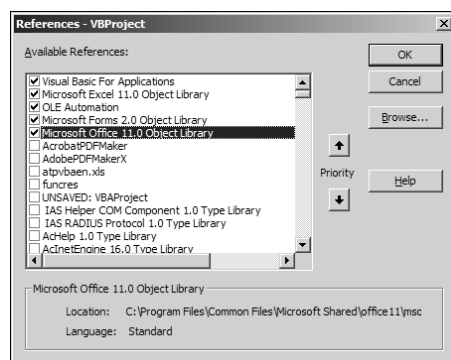 References - VBProject
Available References:
Visual Basic For Applications
Microsoft Excel 11.0 Object Library
OLE Automation
Microsoft Forms 2.0 Object Library
Microsoft Office 11.0 Object Library
AcrobatPDFMaker
AdobePDFMakerX
atpvbaen.xls
funcres
UNSAVED: VBAProject
IAS Helper COM Component 1.0 Type Library
IAS RADIUS Protocol 1.0 Type Library
AcHelp 1.0 Type Library
AcInetEngine 16.0 Type Library
OK
Cancel
Browse...
Priority
Help
Microsoft Office 11.0 Object Library
Location: C:\Program Files\Common Files\Microsoft Shared\office11\msc
Language: Standard